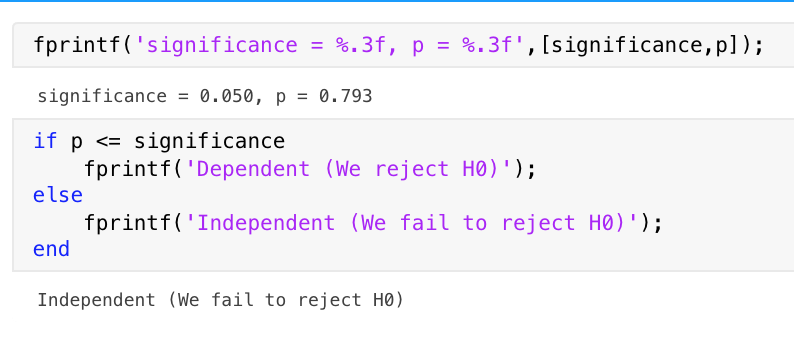 fprintf('significance = %.3f, p = %.3f',[significance,p]);
significance = 0.050, p = 0.793
if p <= significance
    fprintf('Dependent (We reject H0)');
else
    fprintf('Independent (We fail to reject H0)');
end
Independent (We fail to reject H0)